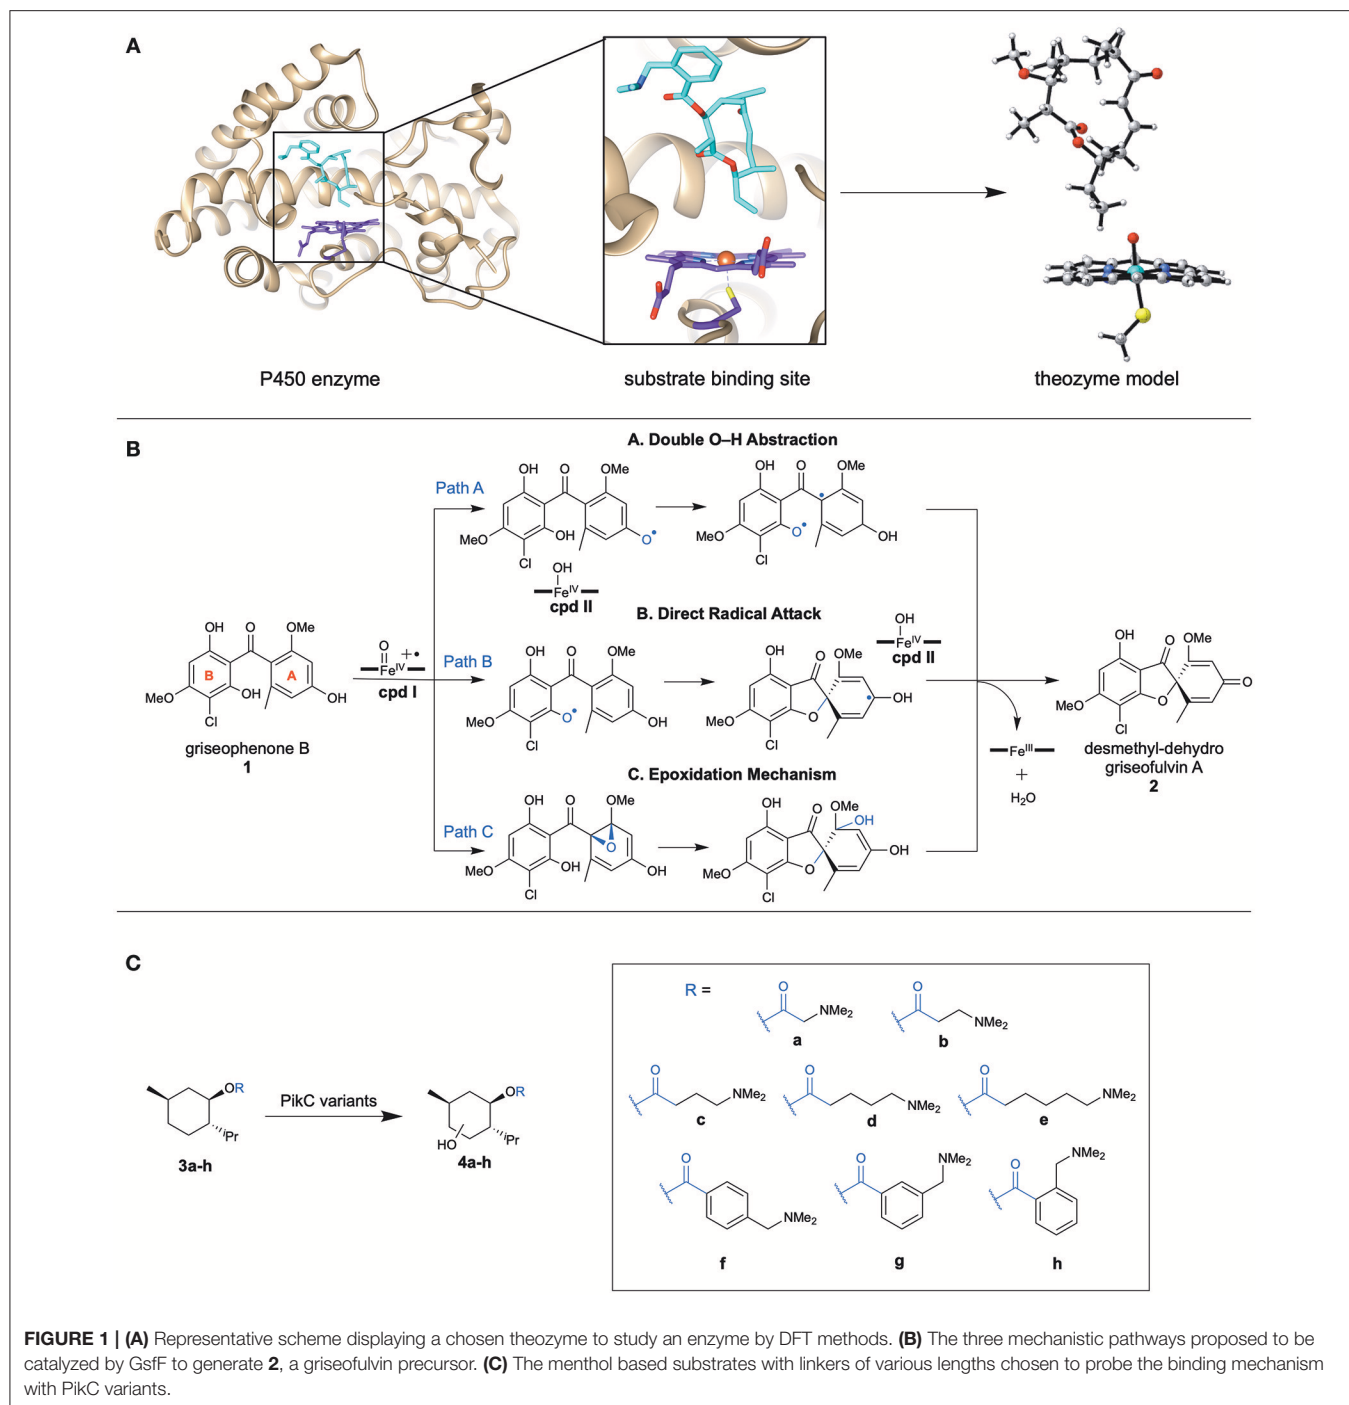 A
P450 enzyme
substrate binding site
theozyme model
B
A. Double O–H Abstraction
Path A
OH
O
OMe
MeO
OH
Cl
O•
OH
O
OMe
•
MeO
O•
Cl
OH
OH
Fe^IV
cpd II
B. Direct Radical Attack
OH
Fe^IV
cpd II
OH
O
OMe
B
A
MeO
OH
OH
Cl
griseophenone B
1
O
+•
Fe^IV
cpd I
Path B
OH
O
OMe
MeO
O•
OH
Cl
OH
O
OMe
•
OH
MeO
O
Cl
OH
O
OMe
O
MeO
O
Cl
desmethyl-dehydro
griseofulvin A
2
Fe^III
+
H₂O
C. Epoxidation Mechanism
Path C
OH
O
OMe
O
MeO
OH
OH
Cl
OH
O
OMe
OH
OH
MeO
O
Cl
C
OR
iPr
3a-h
PikC variants
OR
HO
iPr
4a-h
R =
O
NMe₂
a
O
NMe₂
b
O
NMe₂
c
O
NMe₂
d
O
NMe₂
e
O
NMe₂
f
O
NMe₂
g
O
NMe₂
h
FIGURE 1 | (A) Representative scheme displaying a chosen theozyme to study an enzyme by DFT methods. (B) The three mechanistic pathways proposed to be
catalyzed by GsfF to generate 2, a griseofulvin precursor. (C) The menthol based substrates with linkers of various lengths chosen to probe the binding mechanism
with PikC variants.